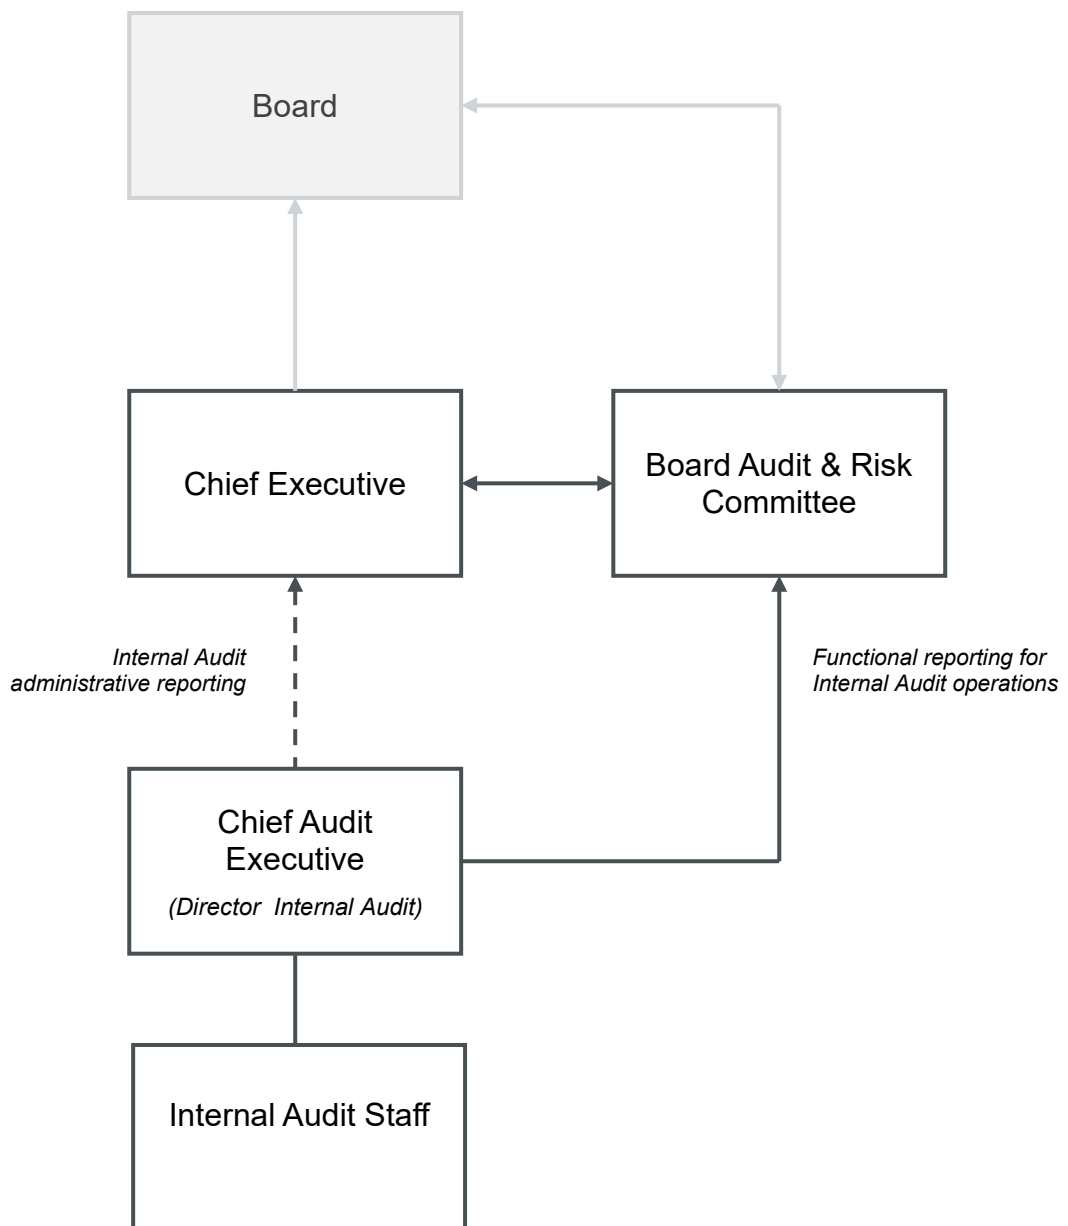 Board
Chief Executive
Board Audit & Risk
Committee
Internal Audit
administrative reporting
Functional reporting for
Internal Audit operations
Chief Audit
Executive
(Director Internal Audit)
Internal Audit Staff